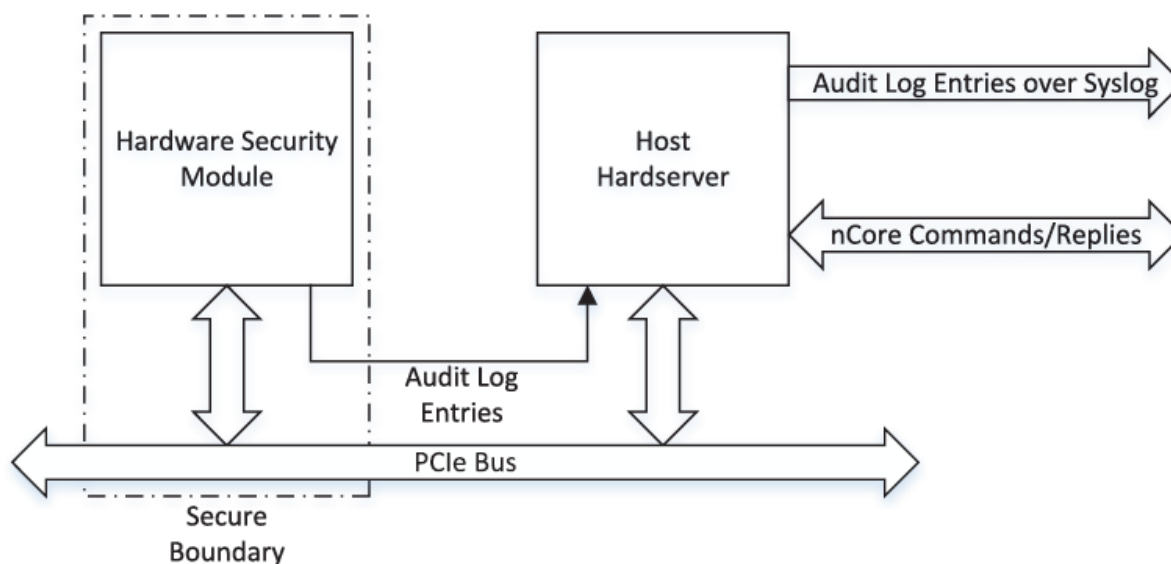 Hardware Security
Module
Host
Hardserver
Audit Log Entries over Syslog
nCore Commands/Replies
Audit Log
Entries
PCIe Bus
Secure
Boundary